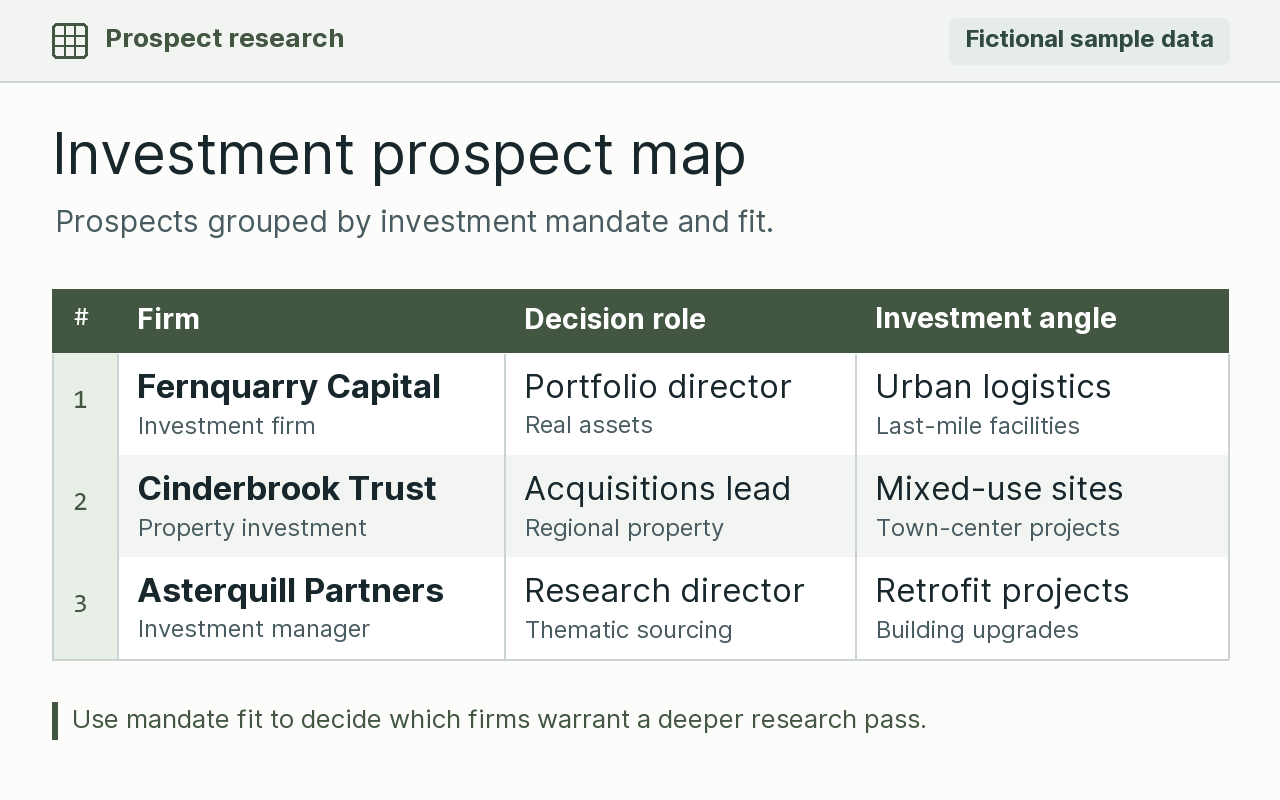 Prospect research
Fictional sample data
Investment prospect map
Prospects grouped by investment mandate and fit.
# Firm Decision role Investment angle
1 Fernquarry Capital Portfolio director Urban logistics
Investment firm Real assets Last-mile facilities
2 Cinderbrook Trust Acquisitions lead Mixed-use sites
Property investment Regional property Town-center projects
3 Asterquill Partners Research director Retrofit projects
Investment manager Thematic sourcing Building upgrades
Use mandate fit to decide which firms warrant a deeper research pass.